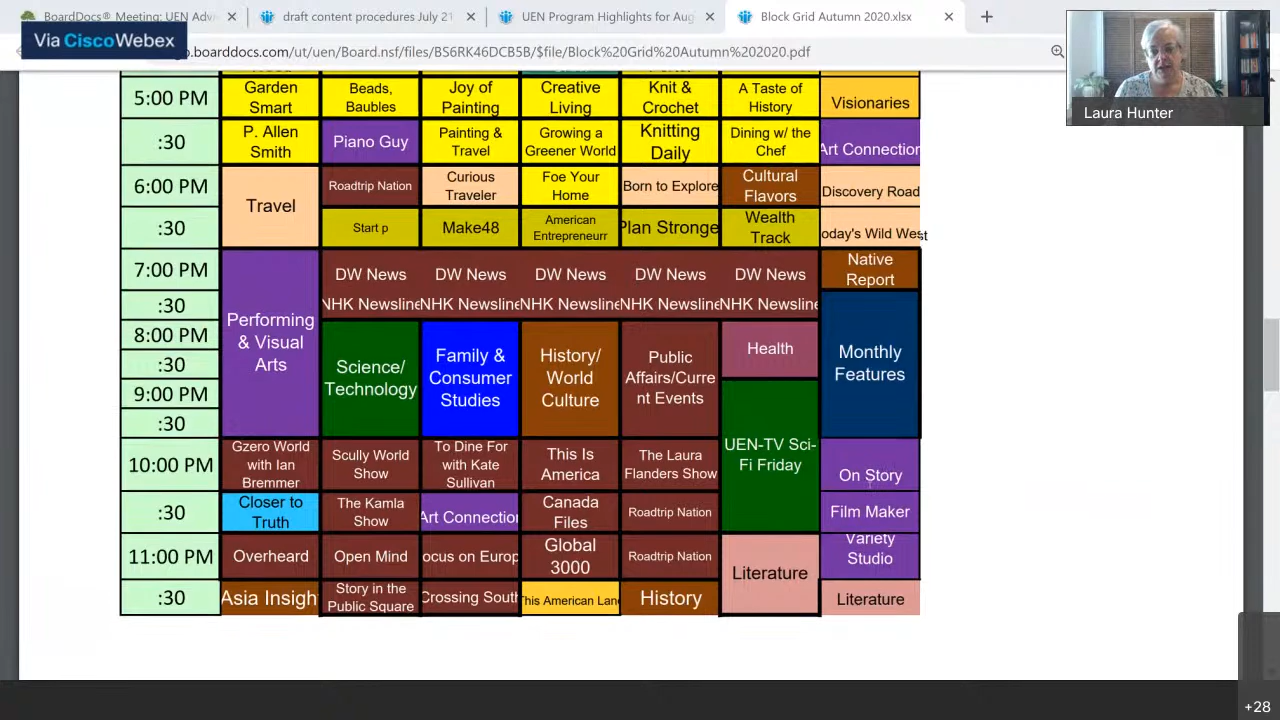 BoardDocs® Meeting: UEN Adv
draft content procedures July 21
UEN Program Highlights for Aug
Block Grid Autumn 2020.xlsx
Via CiscoWebex
go.boarddocs.com/ut/uen/Board.nsf/files/BS6RK46DCB5B/$file/Block%20Grid%20Autumn%202020.pdf
Laura Hunter
5:00 PM
Garden
Smart
Beads,
Baubles
Joy of
Painting
Creative
Living
Knit &
Crochet
A Taste of
History
Visionaries
:30
P. Allen
Smith
Piano Guy
Painting &
Travel
Growing a
Greener World
Knitting
Daily
Dining w/ the
Chef
Art Connection
6:00 PM
Travel
Roadtrip Nation
Curious
Traveler
Foe Your
Home
Born to Explore
Cultural
Flavors
Discovery Road
:30
Start p
Make48
American
Entrepreneurr
Plan Stronge
Wealth
Track
oday's Wild West
7:00 PM
Performing
& Visual
Arts
DW News
DW News
DW News
DW News
DW News
Native
Report
:30
NHK Newsline
NHK Newsline
NHK Newsline
NHK Newsline
NHK Newsline
Monthly
Features
8:00 PM
Science/
Technology
Family &
Consumer
Studies
History/
World
Culture
Public
Affairs/Curre
nt Events
Health
:30
9:00 PM
UEN-TV Sci-
Fi Friday
:30
10:00 PM
Gzero World
with Ian
Bremmer
Scully World
Show
To Dine For
with Kate
Sullivan
This Is
America
The Laura
Flanders Show
On Story
:30
Closer to
Truth
The Kamla
Show
Art Connection
Canada
Files
Roadtrip Nation
Film Maker
11:00 PM
Overheard
Open Mind
ocus on Europ
Global
3000
Roadtrip Nation
Literature
Variety
Studio
:30
Asia Insigh
Story in the
Public Square
Crossing South
This American Land
History
Literature
+28